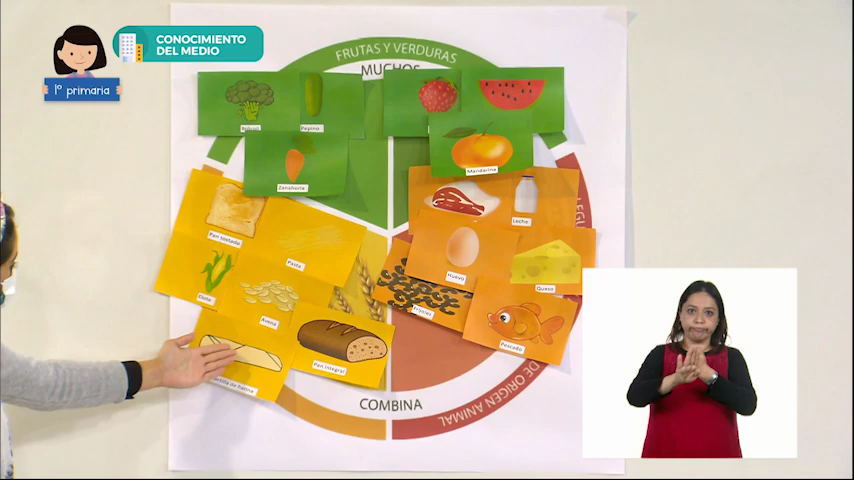 CONOCIMIENTO
DEL MEDIO
1° primaria
FRUTAS Y VERDURAS
MUCHOS
Brócoli
Pepino
Mandarina
Zanahoria
Leche
Pan tostado
Pasta
Huevo
Queso
Elote
Avena
Frijoles
Pescado
Pan integral
COMBINA
DE ORIGEN ANIMAL